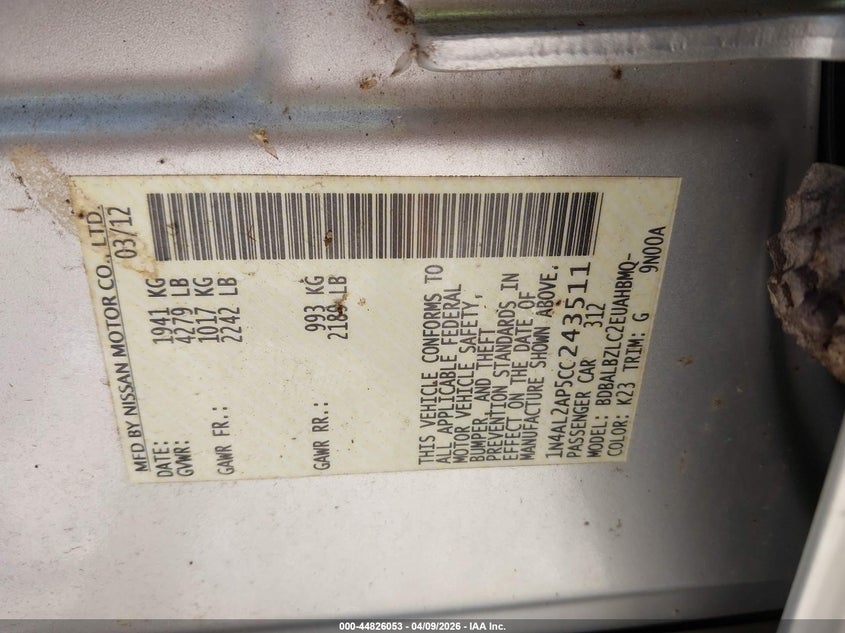 MFD BY NISSAN MOTOR CO., LTD.
DATE: 03/12
GVWR: 1941 KG
4279 LB
GAWR FR.: 1017 KG
2242 LB
GAWR RR.: 993 KG
2189 LB
THIS VEHICLE CONFORMS TO
ALL APPLICABLE FEDERAL
MOTOR VEHICLE SAFETY,
BUMPER, AND THEFT
PREVENTION STANDARDS IN
EFFECT ON THE DATE OF
MANUFACTURE SHOWN ABOVE.
1N4AL2AP5CC243511
PASSENGER CAR 312
MODEL: BDBALBZLC2EUAHBMQ-
COLOR: K23 TRIM: G 9N00A
000-44826053 - 04/09/2026 - IAA Inc.